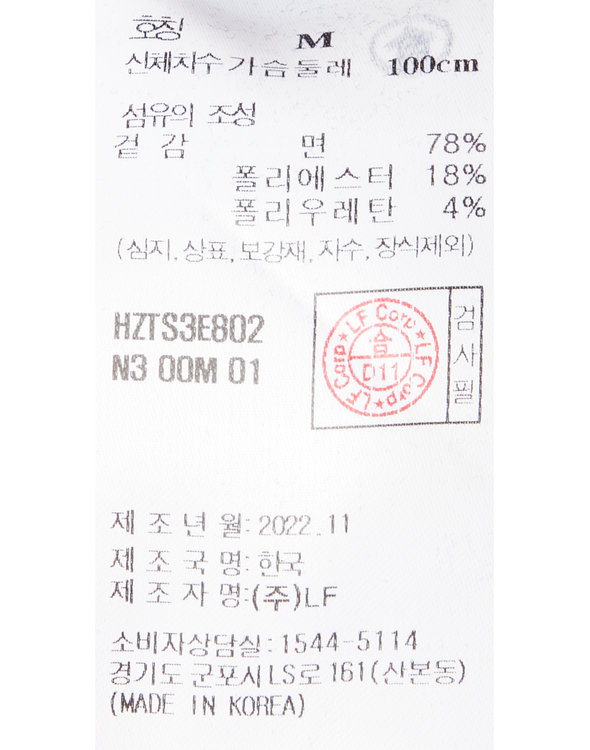 호칭 M
신체치수 가슴둘레 100cm
섬유의 조성
겉감 면 78%
폴리에스터 18%
폴리우레탄 4%
(심지,상표,보강재,자수,장식제외)
HZTS3E802
N3 00M 01
LF Corp★LF Corp★LF Corp★
合
D11
검사필
제조년월:2022.11
제조국명:한국
제조자명:(주)LF
소비자상담실:1544-5114
경기도 군포시 LS로 161(산본동)
(MADE IN KOREA)